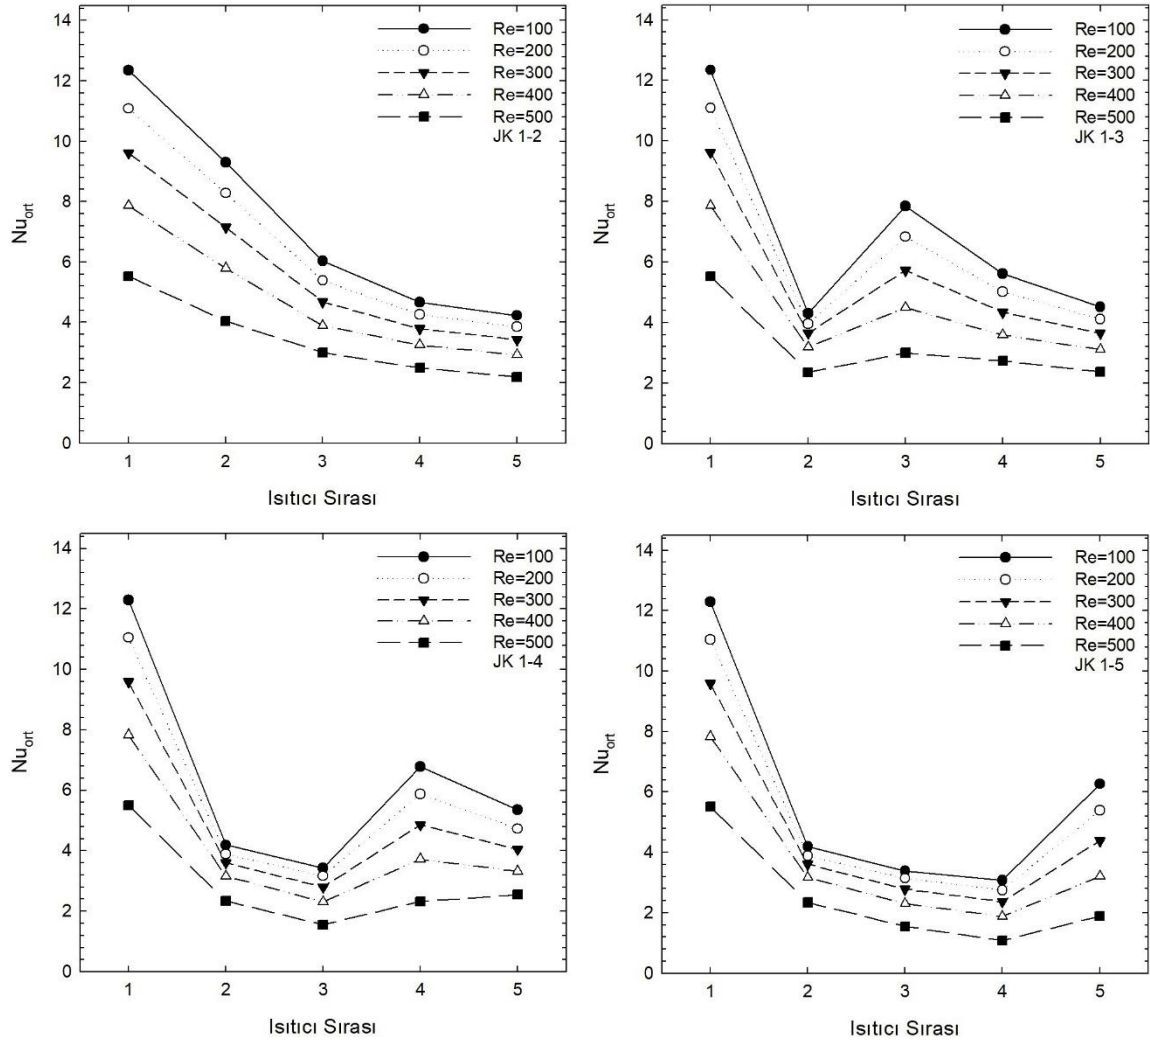 14
12
10
8
6
4
2
0
Nu_ort
Re=100
Re=200
Re=300
Re=400
Re=500
JK 1-2
1 2 3 4 5
Isıtıcı Sırası
14
12
10
8
6
4
2
0
Nu_ort
Re=100
Re=200
Re=300
Re=400
Re=500
JK 1-3
1 2 3 4 5
Isıtıcı Sırası
14
12
10
8
6
4
2
0
Nu_ort
Re=100
Re=200
Re=300
Re=400
Re=500
JK 1-4
1 2 3 4 5
Isıtıcı Sırası
14
12
10
8
6
4
2
0
Nu_ort
Re=100
Re=200
Re=300
Re=400
Re=500
JK 1-5
1 2 3 4 5
Isıtıcı Sırası